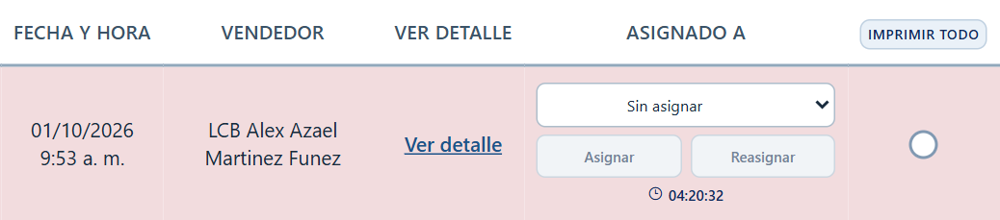 FECHA Y HORA VENDEDOR VER DETALLE ASIGNADO A IMPRIMIR TODO
01/10/2026
9:53 a. m.
LCB Alex Azael
Martinez Funez
Ver detalle
Sin asignar
Asignar Reasignar
04:20:32